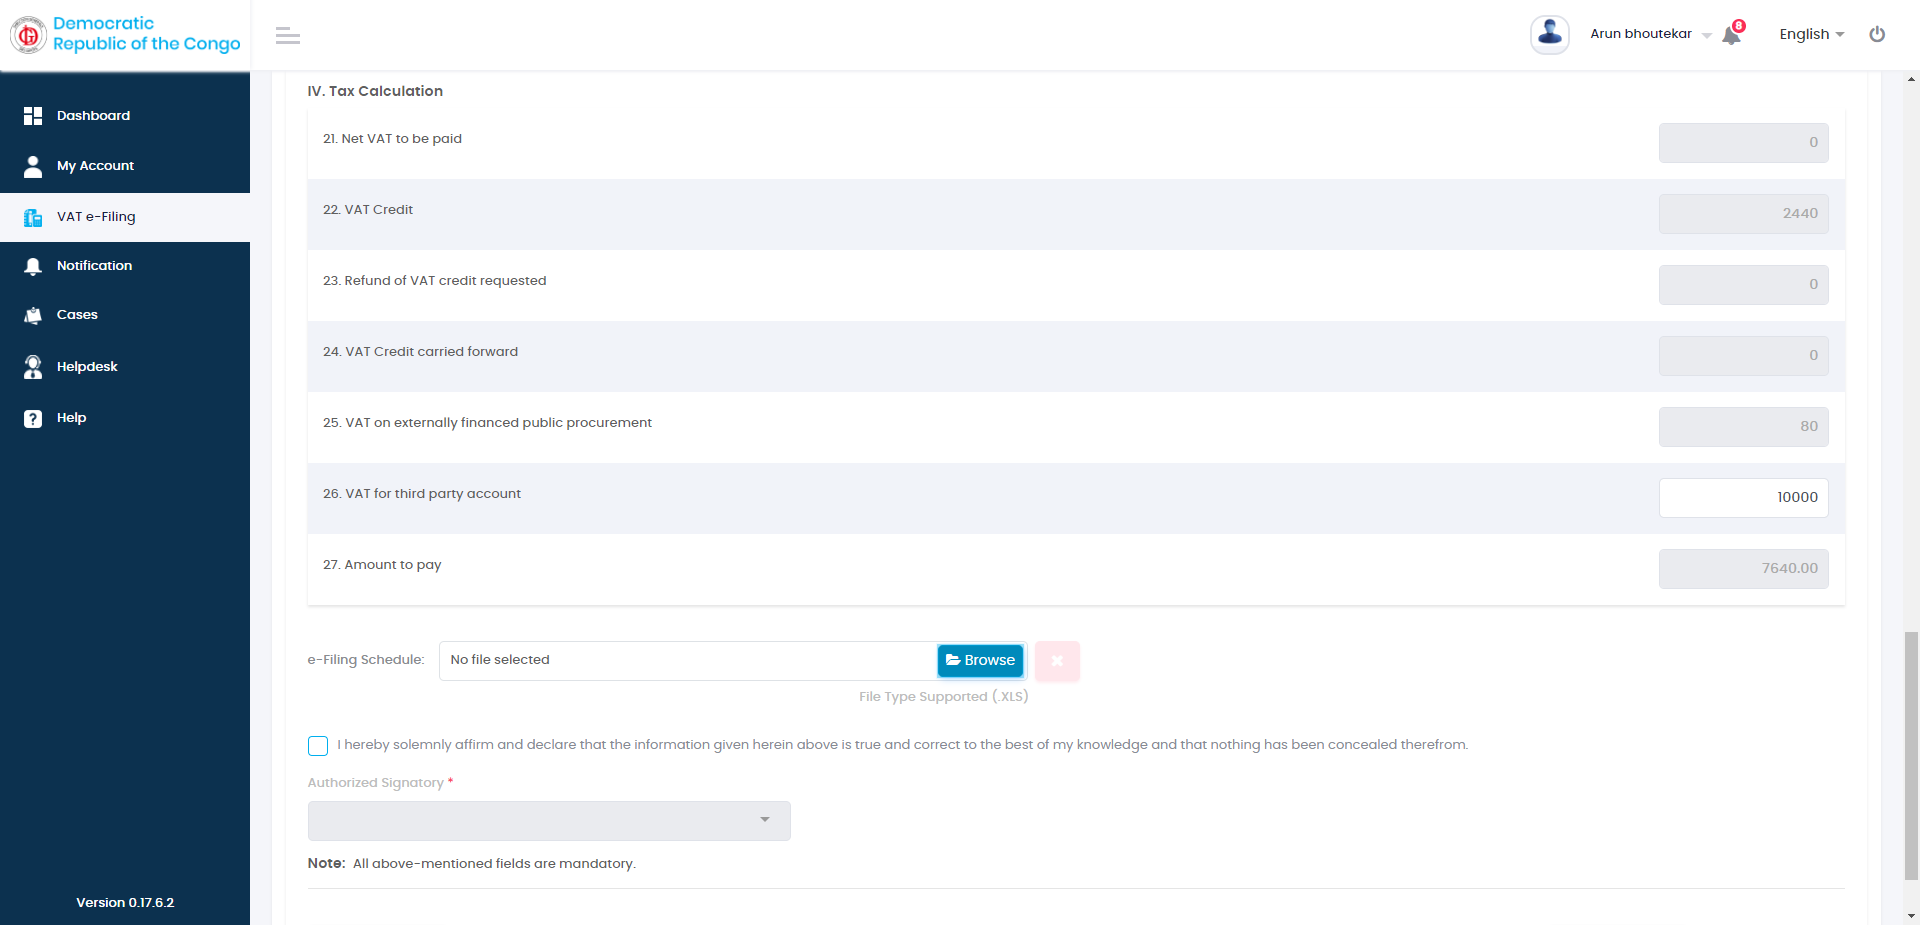 Democratic
Republic of the Congo
Arun bhoutekar
8
English
Dashboard
My Account
VAT e-Filing
Notification
Cases
Helpdesk
Help
Version 0.17.6.2
IV. Tax Calculation
21. Net VAT to be paid 0
22. VAT Credit 2440
23. Refund of VAT credit requested 0
24. VAT Credit carried forward 0
25. VAT on externally financed public procurement 80
26. VAT for third party account 10000
27. Amount to pay 7640.00
e-Filing Schedule: No file selected Browse
File Type Supported (.XLS)
I hereby solemnly affirm and declare that the information given herein above is true and correct to the best of my knowledge and that nothing has been concealed therefrom.
Authorized Signatory *
Note: All above-mentioned fields are mandatory.